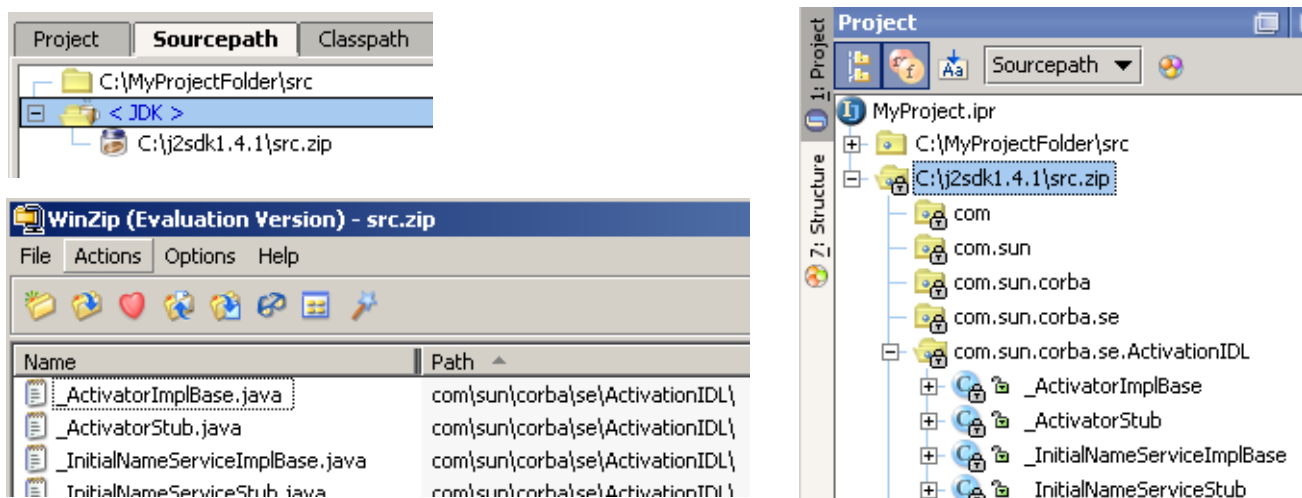 Project Sourcepath Classpath
C:\MyProjectFolder\src
< JDK >
C:\j2sdk1.4.1\src.zip
WinZip (Evaluation Version) - src.zip
File Actions Options Help
Name Path
_ActivatorImplBase.java com\sun\corba\se\ActivationIDL\
_ActivatorStub.java com\sun\corba\se\ActivationIDL\
_InitialNameServiceImplBase.java com\sun\corba\se\ActivationIDL\
_InitialNameServiceStub.java com\sun\corba\se\ActivationIDL\
1: Project
7: Structure
Project
Sourcepath
MyProject.ipr
C:\MyProjectFolder\src
C:\j2sdk1.4.1\src.zip
com
com.sun
com.sun.corba
com.sun.corba.se
com.sun.corba.se.ActivationIDL
_ActivatorImplBase
_ActivatorStub
_InitialNameServiceImplBase
_InitialNameServiceStub